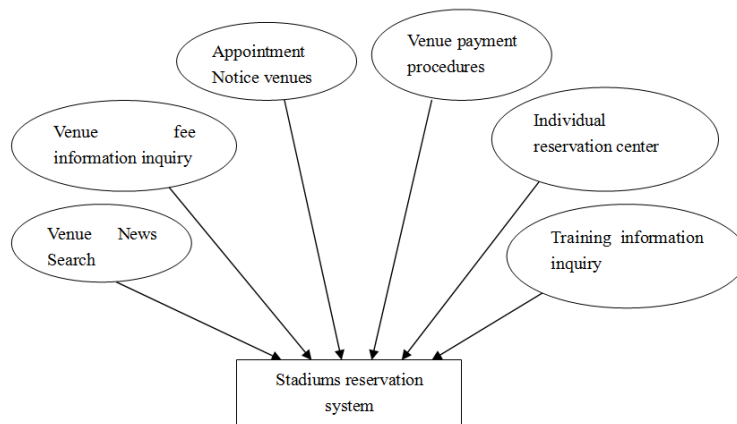 Appointment
Notice venues
Venue payment
procedures
Venue fee
information inquiry
Individual
reservation center
Venue News
Search
Training information
inquiry
Stadiums reservation
system